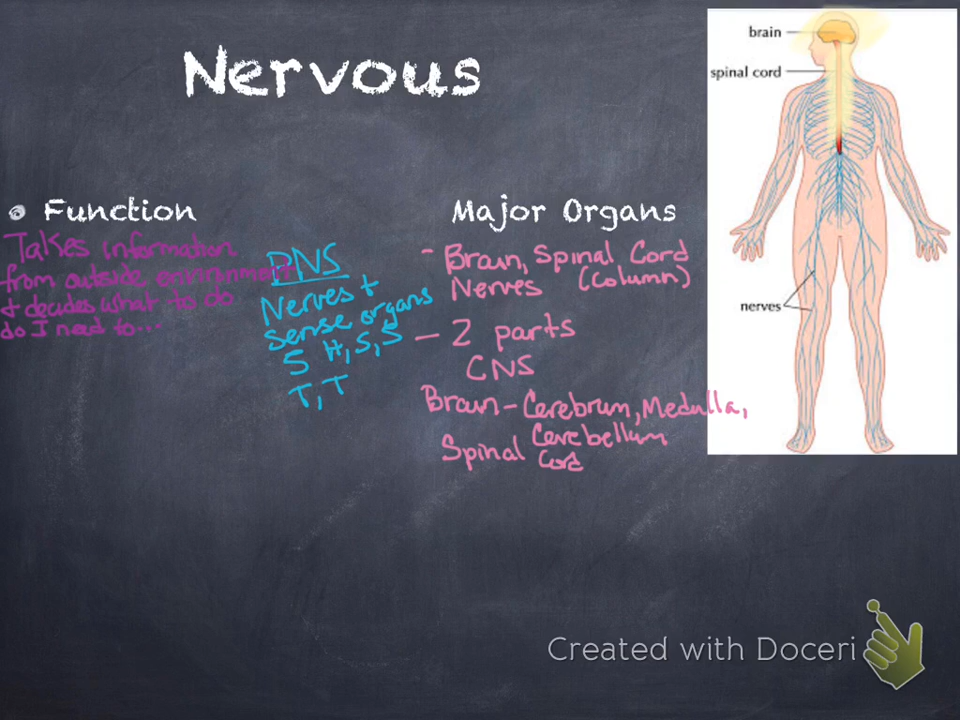 Nervous
Function
Takes information
from outside environment
+ decides what to do
do I need to...
PNS
Nerves +
sense organs
S H, S, S
T, T
Major Organs
- Brain, Spinal Cord
Nerves (Column)
- 2 parts
CNS
Brain - Cerebrum, Medulla,
Cerebellum
Spinal Cord
brain
spinal cord
nerves
Created with Doceri